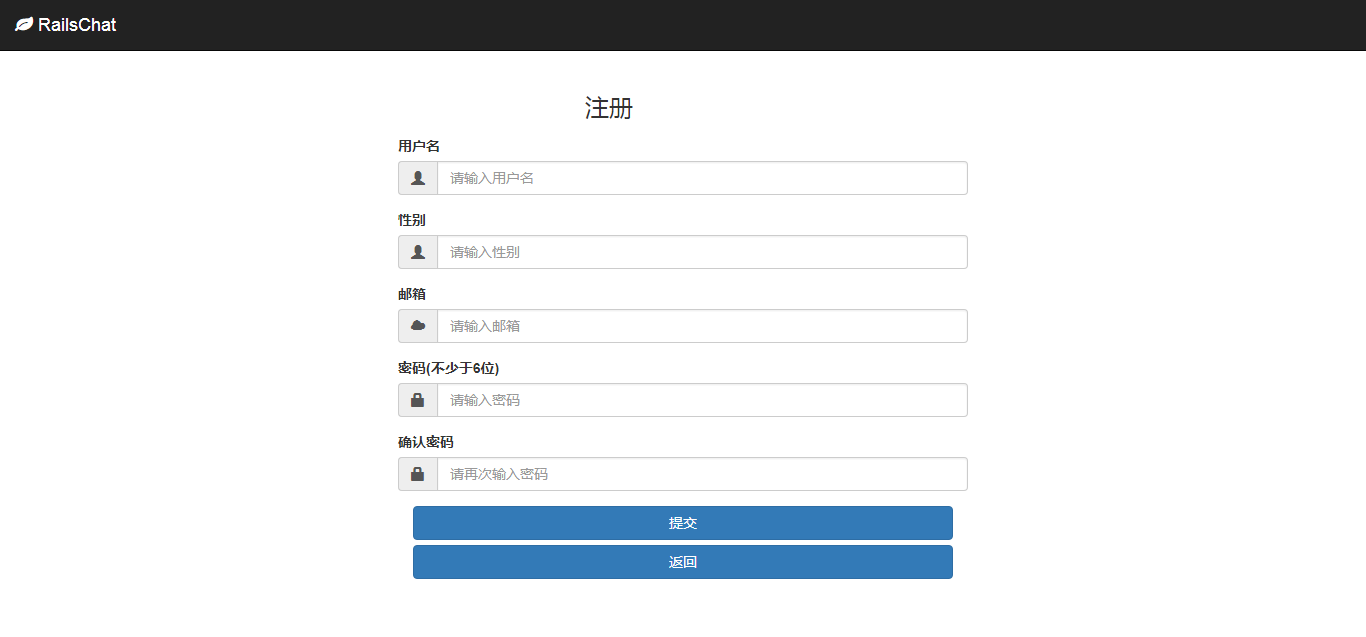 RailsChat
注册
用户名
请输入用户名
性别
请输入性别
邮箱
请输入邮箱
密码(不少于6位)
请输入密码
确认密码
请再次输入密码
提交
返回